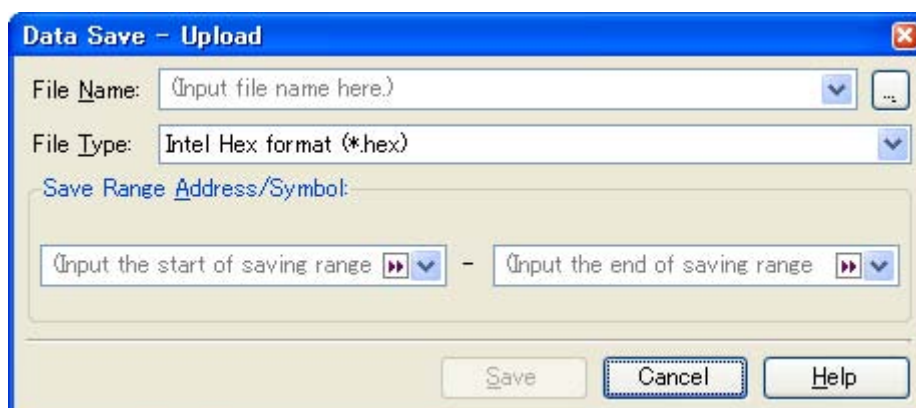 Data Save - Upload
File Name: (Input file name here.) ...
File Type: Intel Hex format (*.hex)
Save Range Address/Symbol:
(Input the start of saving range - (Input the end of saving range
Save Cancel Help